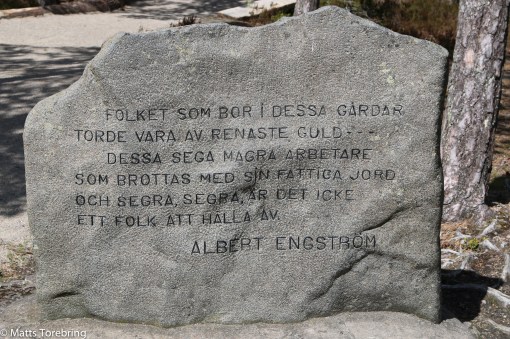 FOLKET SOM BOR I DESSA GÅRDAR
TORDE VARA AV RENASTE GULD - - -
DESSA SEGA MAGRA ARBETARE
SOM BROTTAS MED SIN FATTIGA JORD
OCH SEGRA, SEGRA, ÄR DET ICKE
ETT FOLK ATT HÅLLA AV.
ALBERT ENGSTRÖM
© Matts Torebring